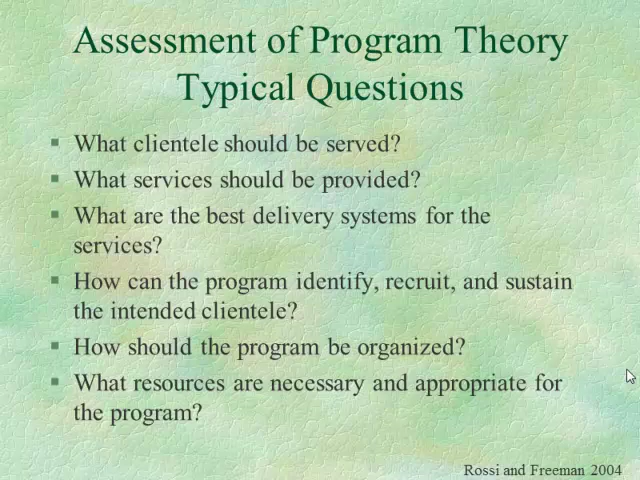 Assessment of Program Theory
Typical Questions
What clientele should be served?
What services should be provided?
What are the best delivery systems for the
services?
How can the program identify, recruit, and sustain
the intended clientele?
How should the program be organized?
What resources are necessary and appropriate for
the program?
Rossi and Freeman 2004